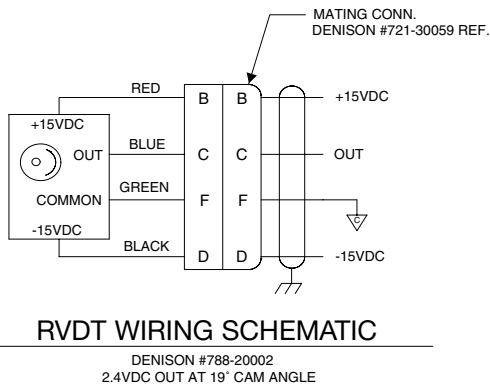 MATING CONN.
DENISON #721-30059 REF.
RED
B B +15VDC
+15VDC
OUT BLUE C C OUT
GREEN
COMMON F F C
-15VDC
BLACK D D -15VDC
RVDT WIRING SCHEMATIC
DENISON #788-20002
2.4VDC OUT AT 19° CAM ANGLE